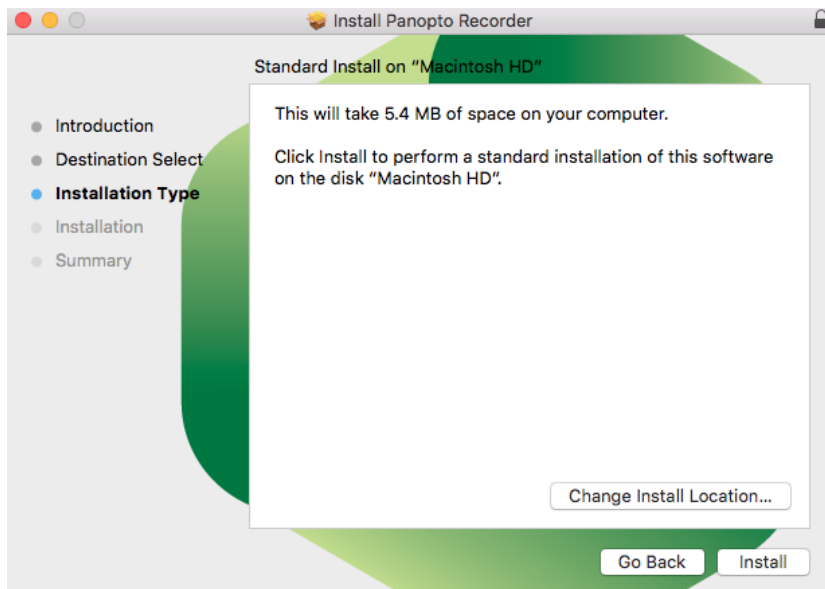 Install Panopto Recorder
Standard Install on “Macintosh HD”
Introduction
Destination Select
Installation Type
Installation
Summary
This will take 5.4 MB of space on your computer.
Click Install to perform a standard installation of this software
on the disk “Macintosh HD”.
Change Install Location...
Go Back
Install